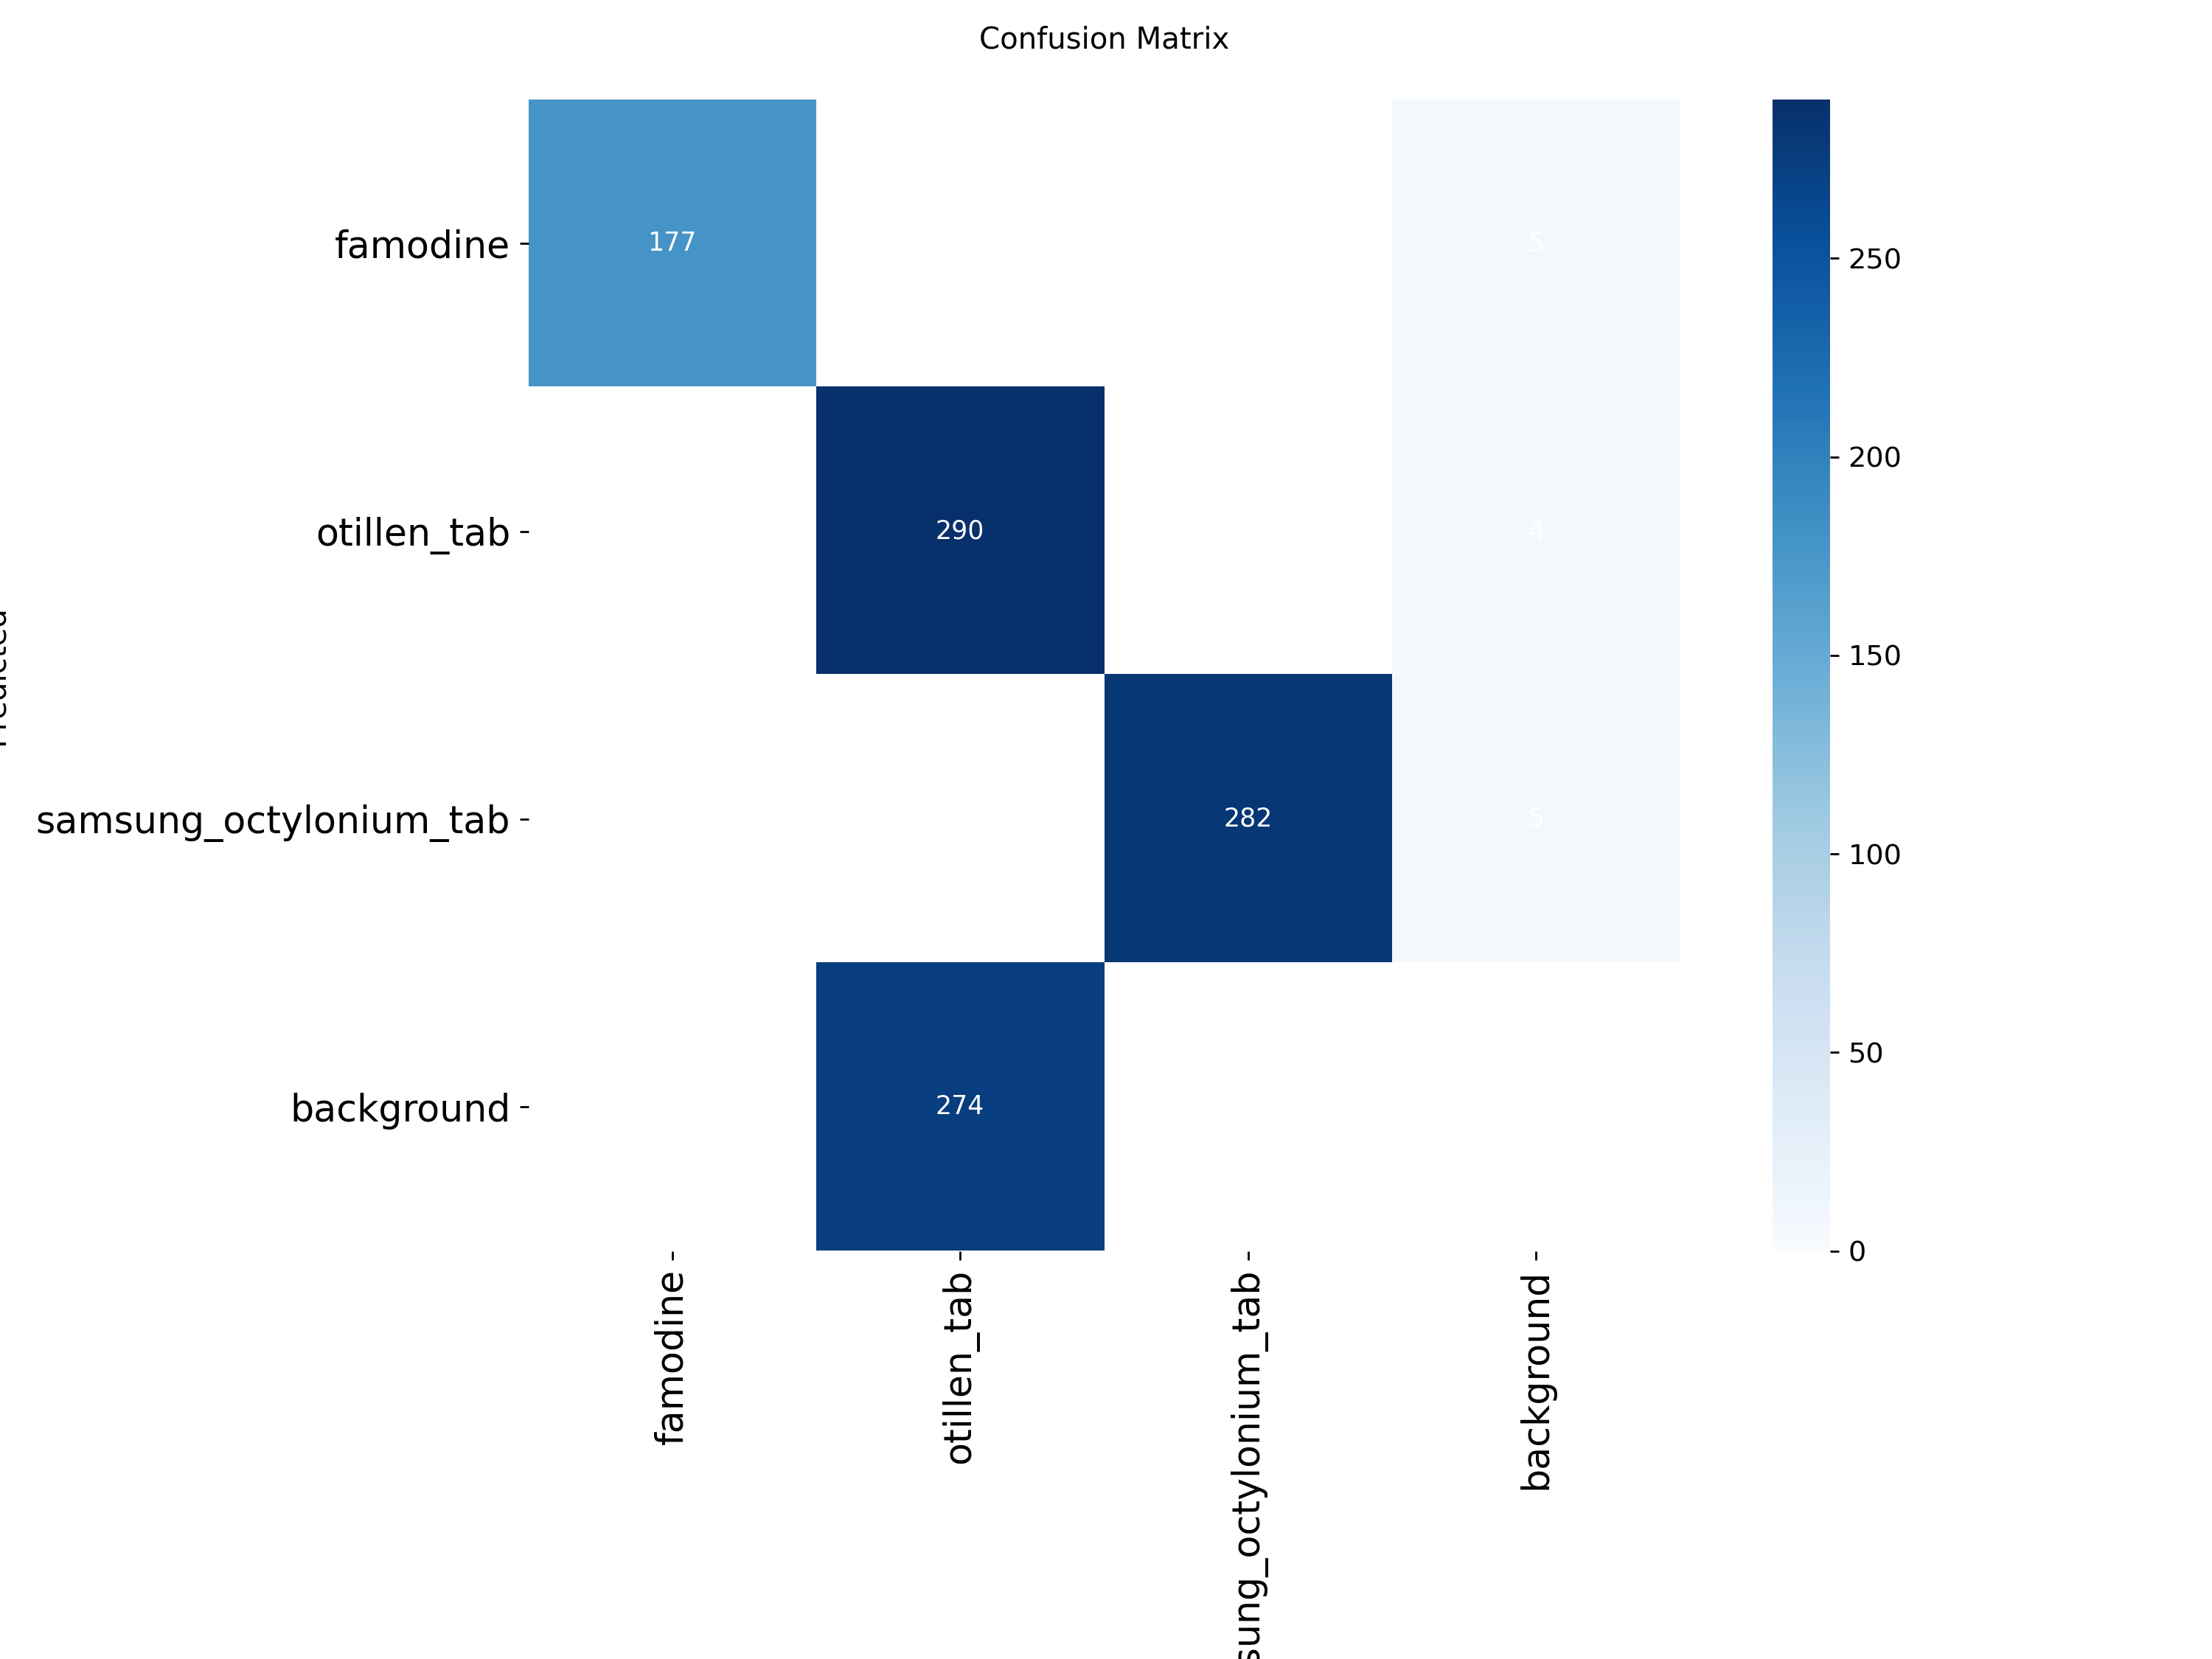 Confusion Matrix
famodine
177
5
250
otillen_tab
290
4
200
150
samsung_octylonium_tab
282
5
100
50
background
274
0
famodine
otillen_tab
sung_octylonium_tab
background